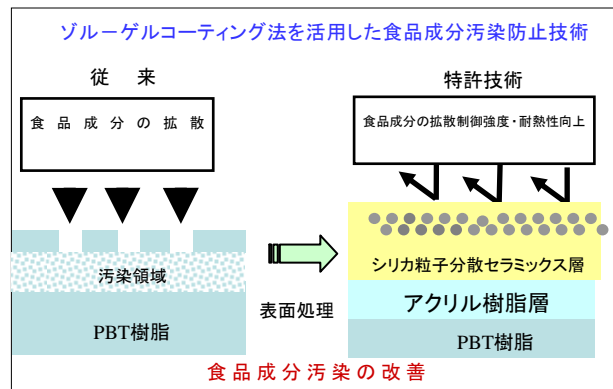 ゾルーゲルコーティング法を活用した食品成分汚染防止技術
従来
食品成分の拡散
汚染領域
PBT樹脂
表面処理
特許技術
食品成分の拡散制御強度・耐熱性向上
シリカ粒子分散セラミックス層
アクリル樹脂層
PBT樹脂
食品成分汚染の改善